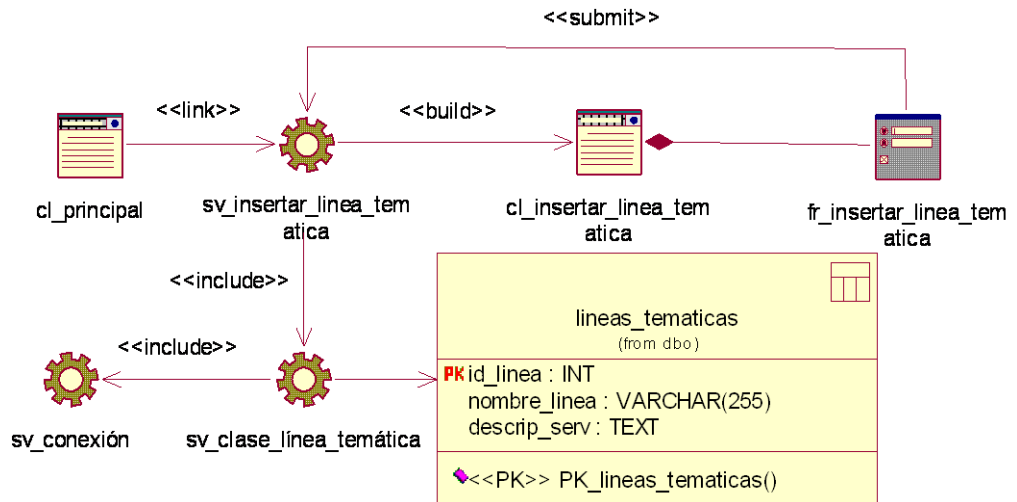 <<submit>>
<<link>>
<<build>>
cl_principal
sv_insertar_linea_tem
atica
cl_insertar_linea_tem
atica
fr_insertar_linea_tem
atica
<<include>>
<<include>>
sv_conexión
sv_clase_línea_temática
lineas_tematicas
(from dbo)
PK id_linea : INT
nombre_linea : VARCHAR(255)
descrip_serv : TEXT
<<PK>> PK_lineas_tematicas()